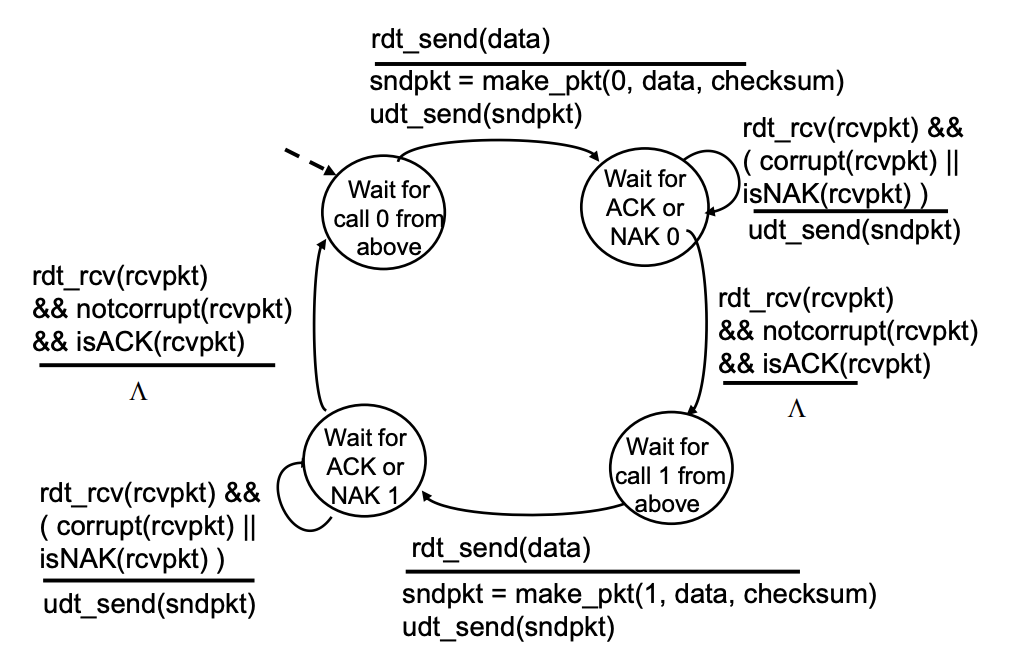 rdt_send(data)
sndpkt = make_pkt(0, data, checksum)
udt_send(sndpkt)
Wait for
call 0 from
above
Wait for
ACK or
NAK 0
rdt_rcv(rcvpkt) &&
( corrupt(rcvpkt) ||
isNAK(rcvpkt) )
udt_send(sndpkt)
rdt_rcv(rcvpkt)
&& notcorrupt(rcvpkt)
&& isACK(rcvpkt)
Λ
rdt_rcv(rcvpkt)
&& notcorrupt(rcvpkt)
&& isACK(rcvpkt)
Λ
Wait for
ACK or
NAK 1
Wait for
call 1 from
above
rdt_rcv(rcvpkt) &&
( corrupt(rcvpkt) ||
isNAK(rcvpkt) )
udt_send(sndpkt)
rdt_send(data)
sndpkt = make_pkt(1, data, checksum)
udt_send(sndpkt)